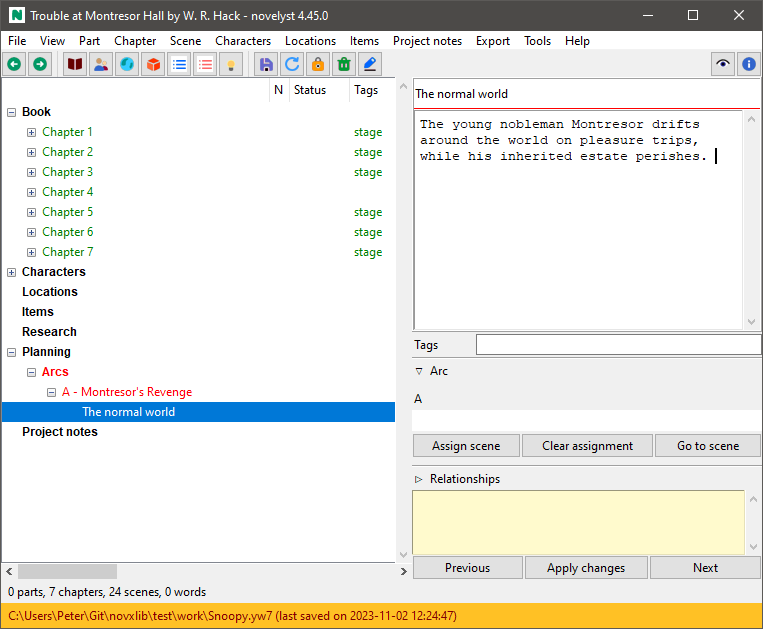 Trouble at Montresor Hall by W. R. Hack - novelyst 4.45.0
File View Part Chapter Scene Characters Locations Items Project notes Export Tools Help
N Status Tags
Book
Chapter 1 stage
Chapter 2 stage
Chapter 3 stage
Chapter 4
Chapter 5 stage
Chapter 6 stage
Chapter 7 stage
Characters
Locations
Items
Research
Planning
Arcs
A - Montresor's Revenge
The normal world
Project notes
The normal world
The young nobleman Montresor drifts
around the world on pleasure trips,
while his inherited estate perishes.
Tags
Arc
A
Assign scene Clear assignment Go to scene
Relationships
Previous Apply changes Next
0 parts, 7 chapters, 24 scenes, 0 words
C:\Users\Peter\Git\novxlib\test\work\Snoopy.yw7 (last saved on 2023-11-02 12:24:47)